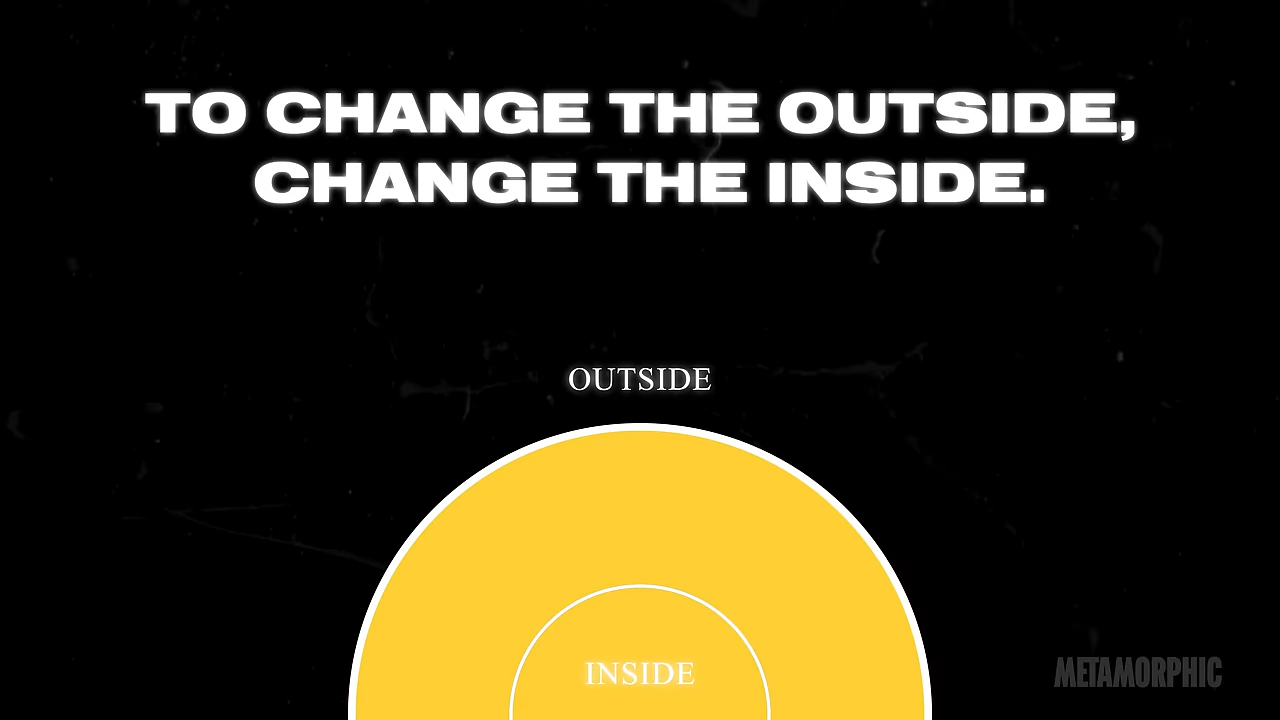 TO CHANGE THE OUTSIDE,
CHANGE THE INSIDE.
OUTSIDE
INSIDE
METAMORPHIC